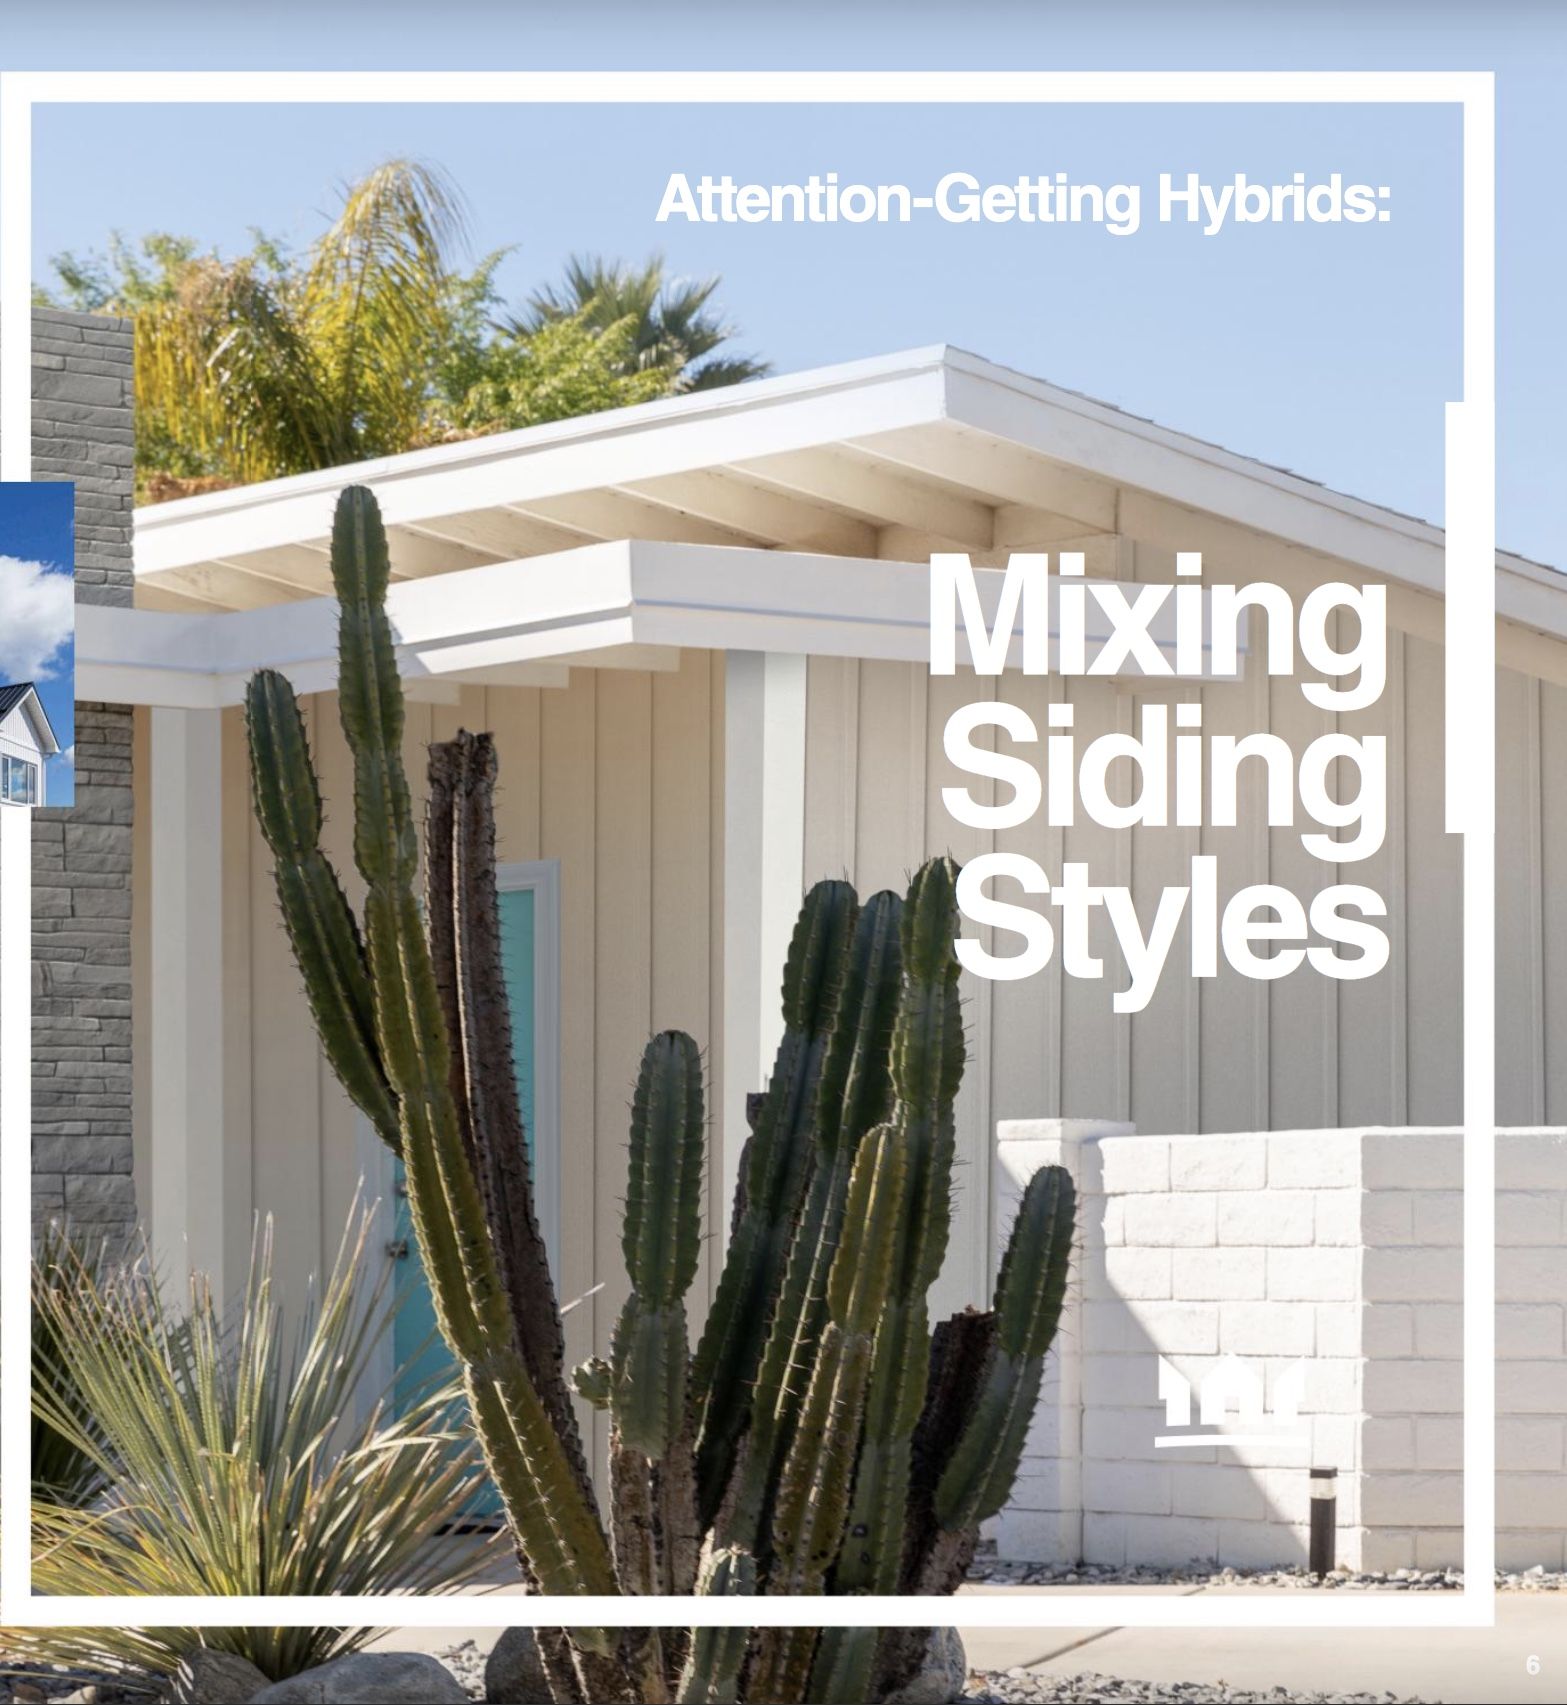 Attention-Getting Hybrids:
Mixing
Siding
Styles
6